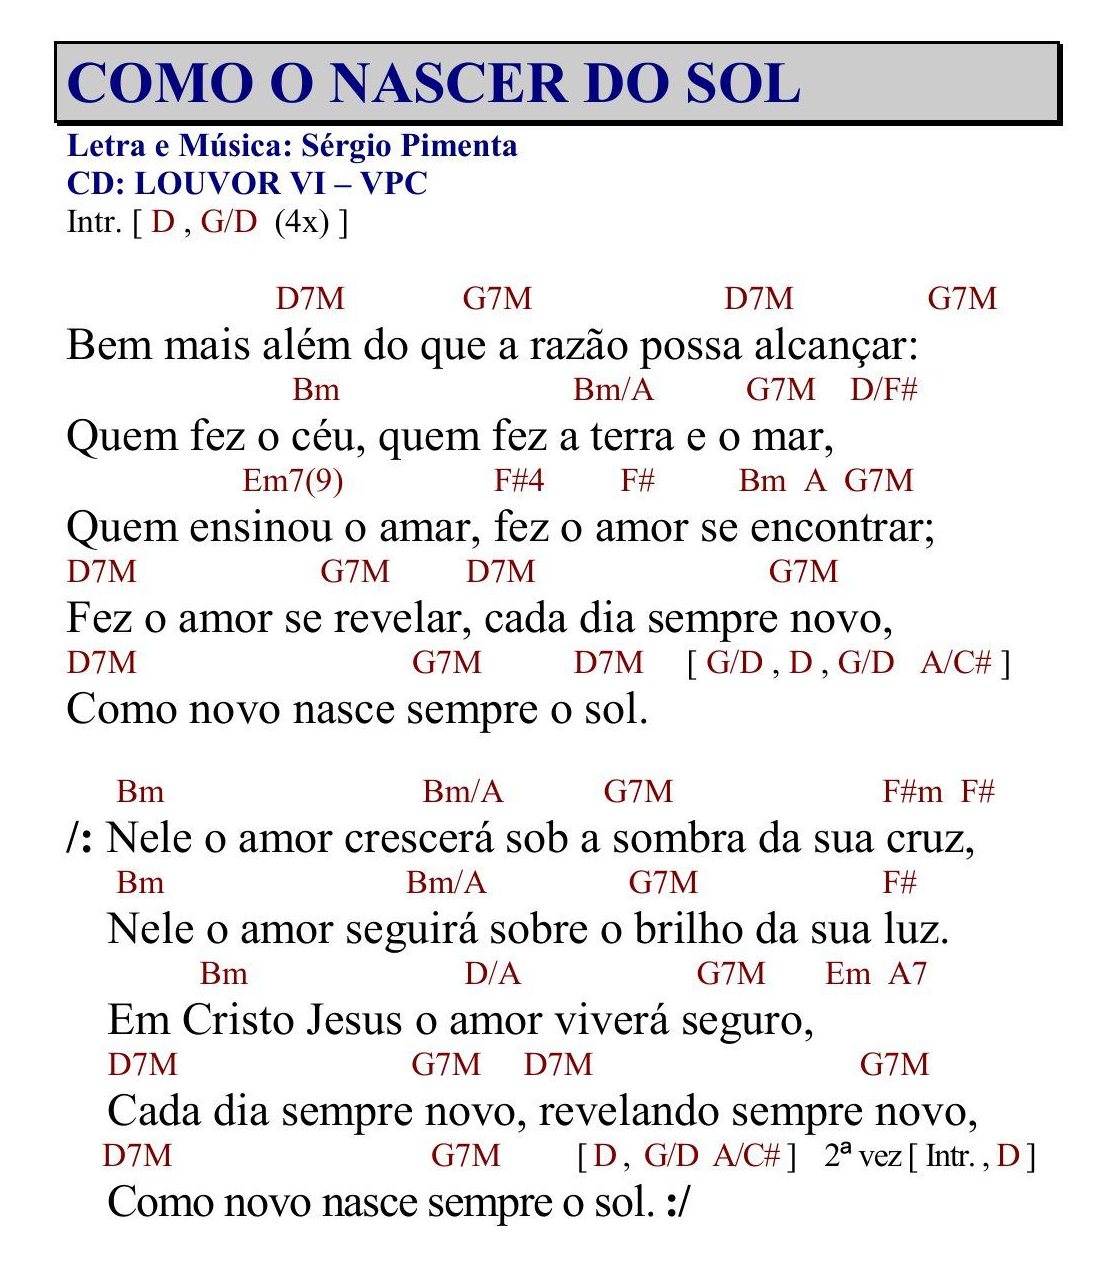 COMO O NASCER DO SOL
Letra e Música: Sérgio Pimenta
CD: LOUVOR VI – VPC
Intr. [ D , G/D (4x) ]
D7M G7M D7M G7M
Bem mais além do que a razão possa alcançar:
Bm Bm/A G7M D/F#
Quem fez o céu, quem fez a terra e o mar,
Em7(9) F#4 F# Bm A G7M
Quem ensinou o amar, fez o amor se encontrar;
D7M G7M D7M G7M
Fez o amor se revelar, cada dia sempre novo,
D7M G7M D7M [ G/D , D , G/D A/C# ]
Como novo nasce sempre o sol.
Bm Bm/A G7M F#m F#
/: Nele o amor crescerá sob a sombra da sua cruz,
Bm Bm/A G7M F#
Nele o amor seguirá sobre o brilho da sua luz.
Bm D/A G7M Em A7
Em Cristo Jesus o amor viverá seguro,
D7M G7M D7M G7M
Cada dia sempre novo, revelando sempre novo,
D7M G7M [ D , G/D A/C# ] 2ª vez [ Intr. , D ]
Como novo nasce sempre o sol. :/